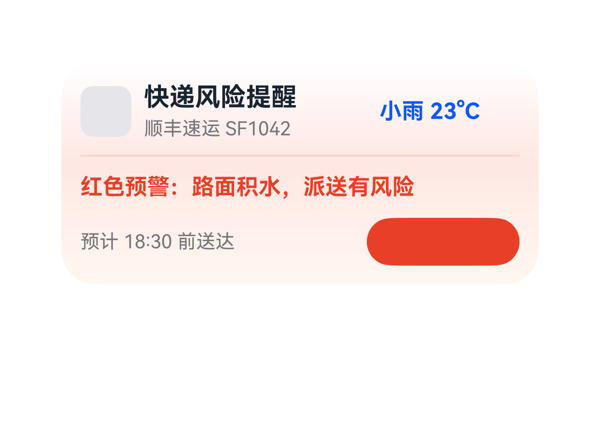 快递风险提醒
顺丰速运 SF1042
小雨 23°C
红色预警：路面积水，派送有风险
预计 18:30 前送达